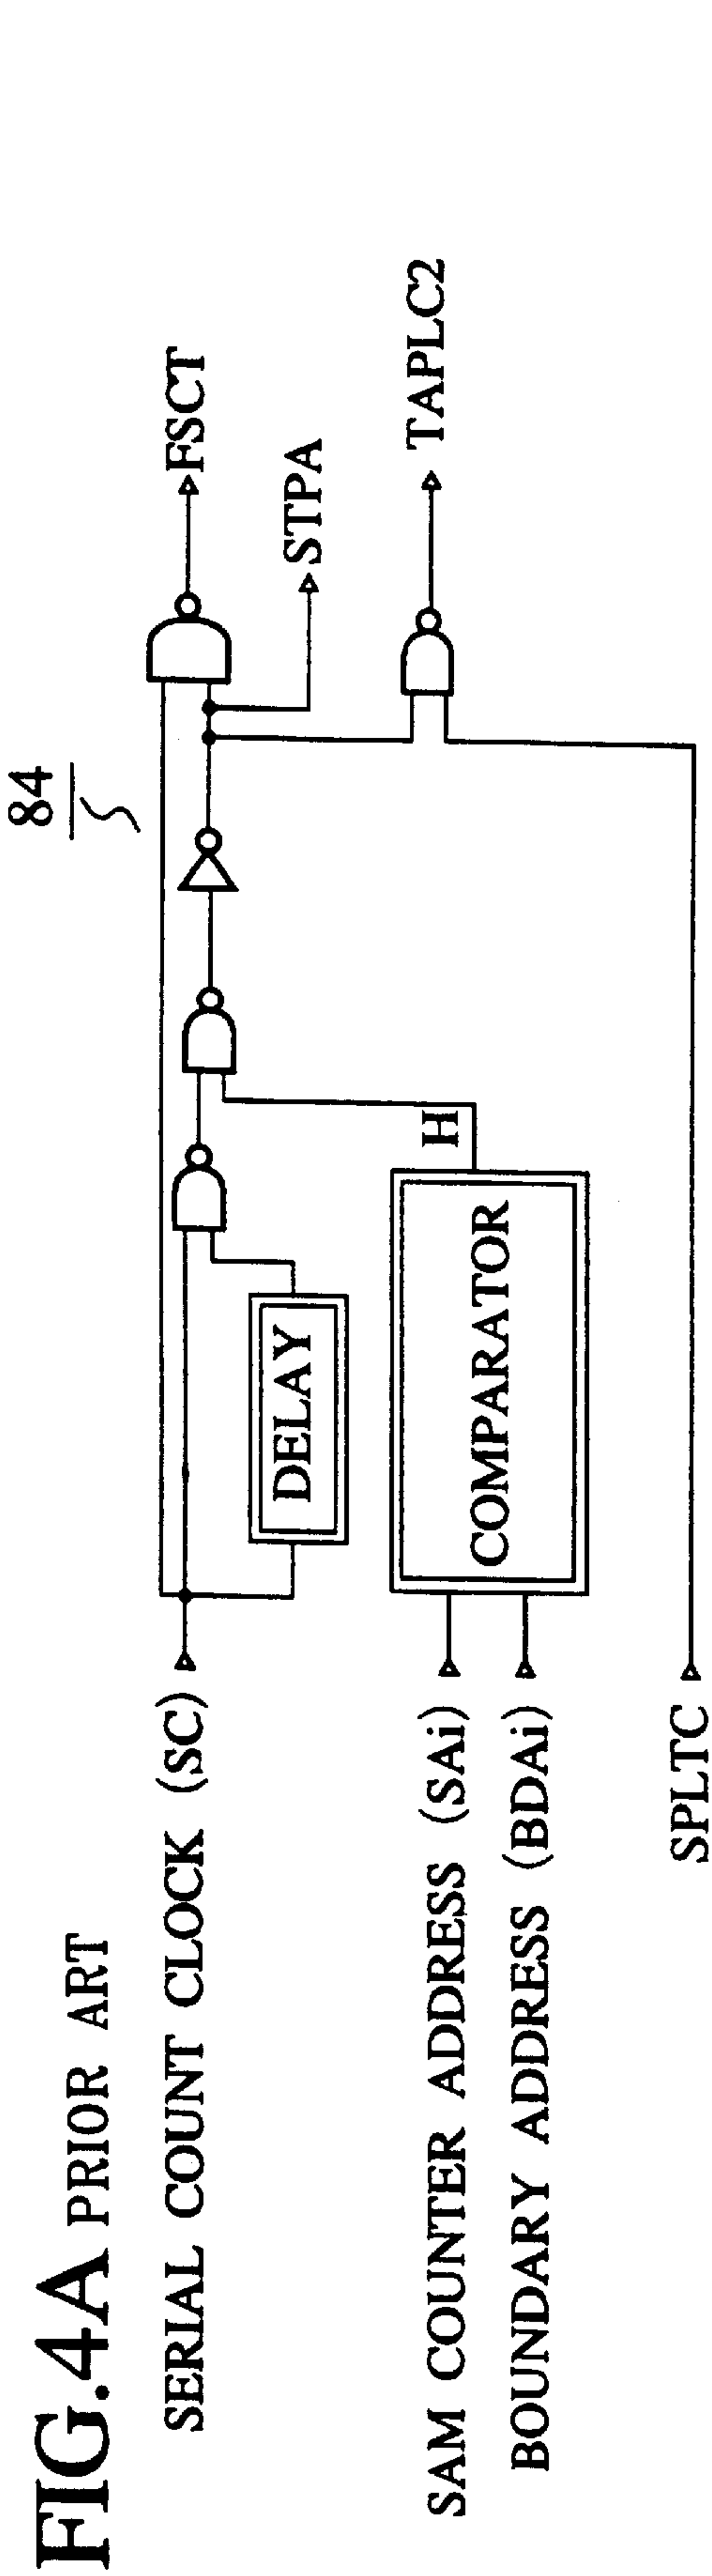 FIG.4A PRIOR ART
84
SERIAL COUNT CLOCK (SC)
FSCT
STPA
DELAY
H
TAPLC2
SAM COUNTER ADDRESS (SAi)
COMPARATOR
BOUNDARY ADDRESS (BDAi)
SPLTC